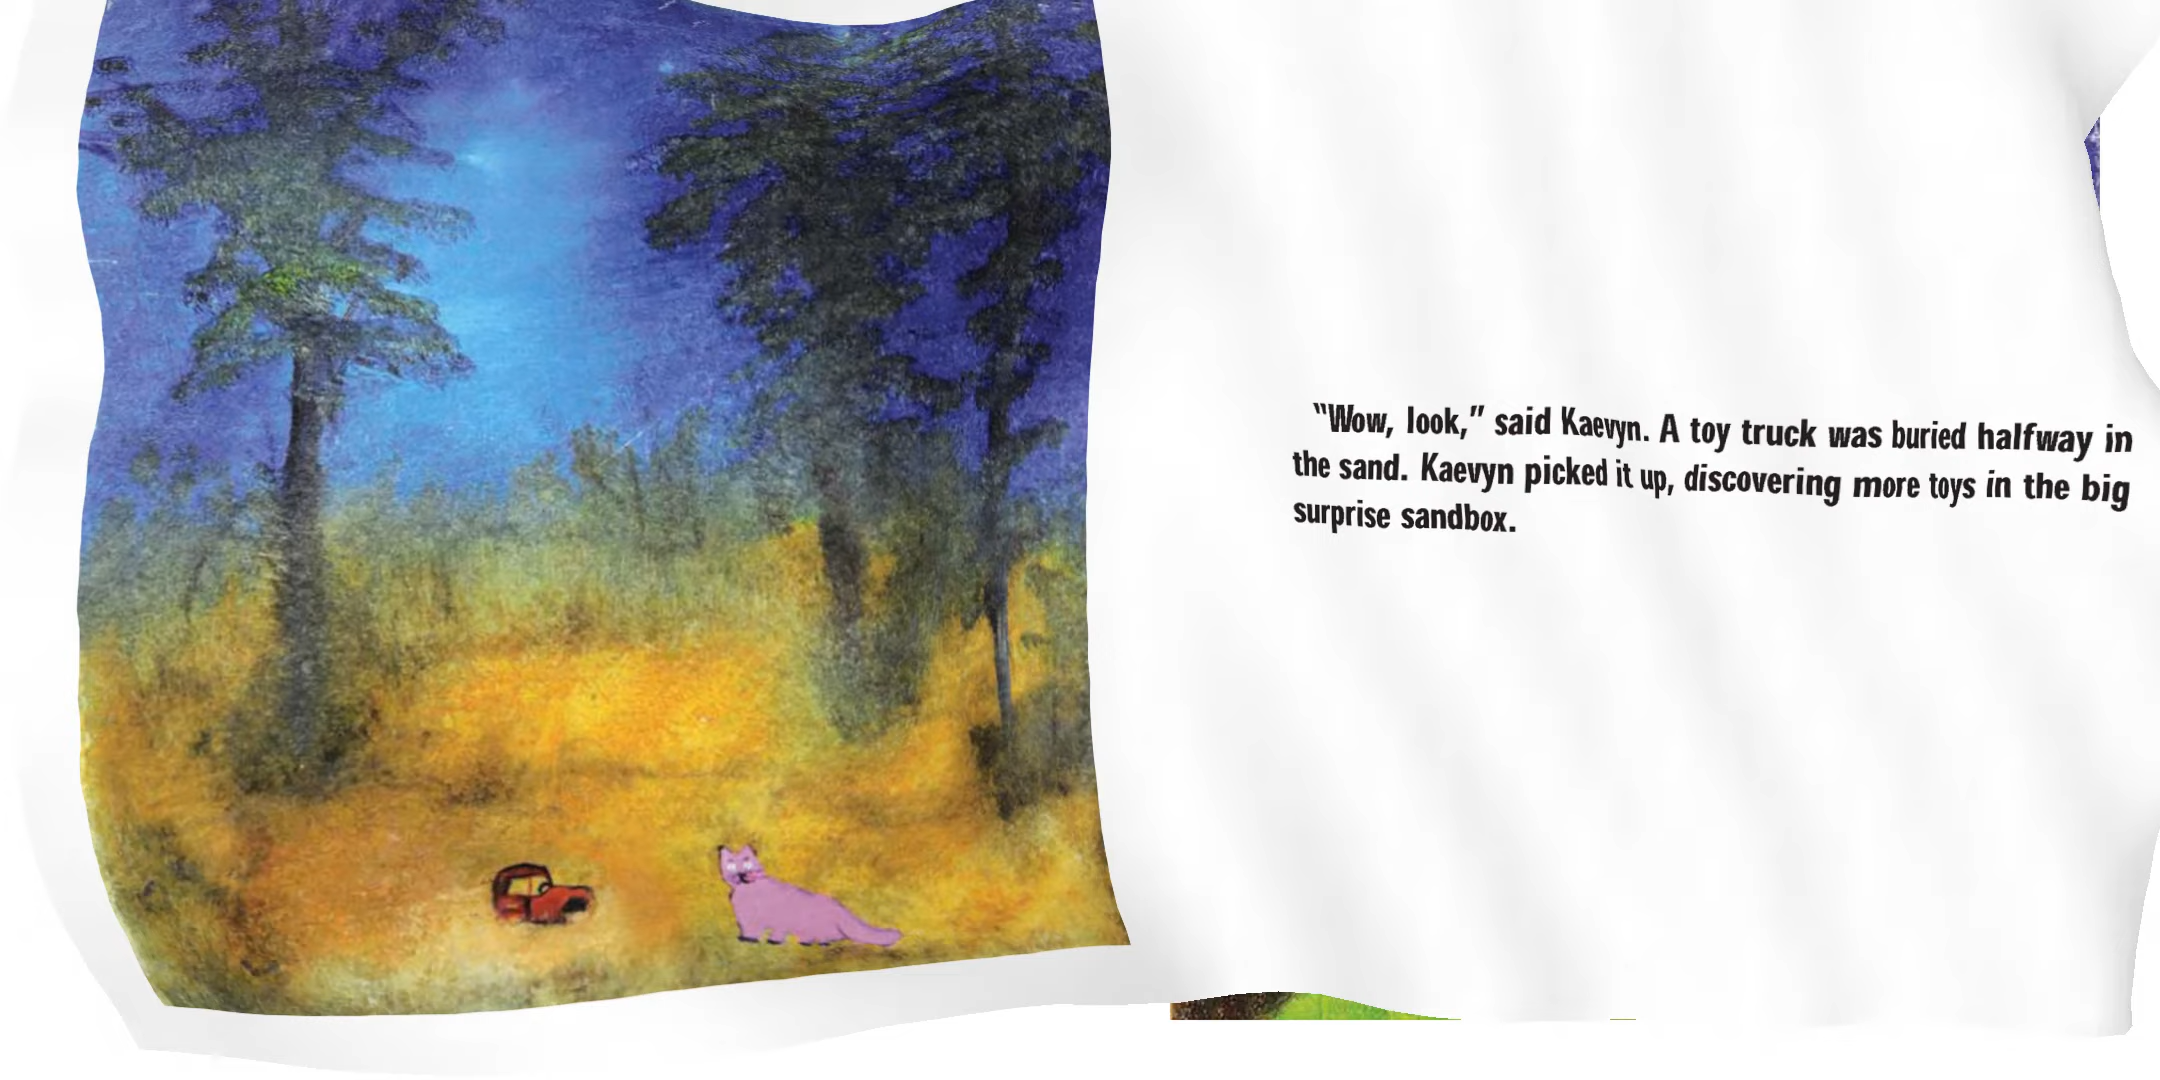 “Wow, look,” said Kaevyn. A toy truck was buried halfway in
the sand. Kaevyn picked it up, discovering more toys in the big
surprise sandbox.